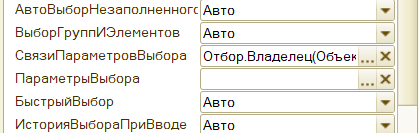 АвтоВыборНезаполненного Авто
ВыборГруппИЭлементов Авто
СвязиПараметровВыбора Отбор.Владелец(Объек ...
ПараметрыВыбора ...
БыстрыйВыбор Авто
ИсторияВыбораПриВводе Авто